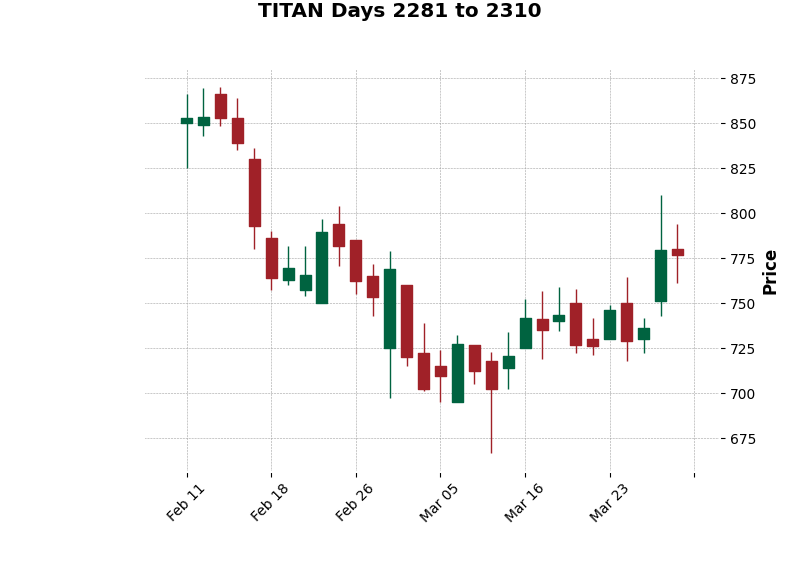 TITAN Days 2281 to 2310
875
850
825
800
775
750
725
700
675
Price
Feb 11
Feb 18
Feb 26
Mar 05
Mar 16
Mar 23